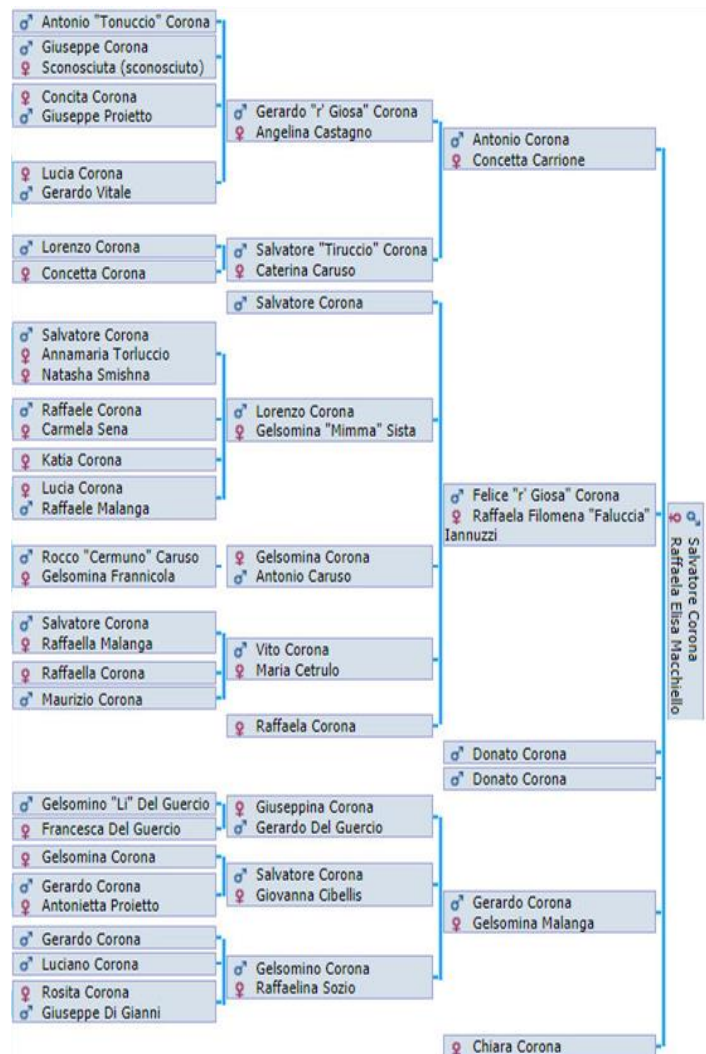 Antonio "Tonuccio" Corona
Giuseppe Corona
Sconosciuta (sconosciuto)
Concita Corona
Giuseppe Proietto
Lucia Corona
Gerardo Vitale
Lorenzo Corona
Concetta Corona
Salvatore Corona
Annamaria Torluccio
Natasha Smishna
Raffaele Corona
Carmela Sena
Katia Corona
Lucia Corona
Raffaele Malanga
Rocco "Cermuno" Caruso
Gelsomina Frannicola
Salvatore Corona
Raffaella Malanga
Raffaella Corona
Maurizio Corona
Gelsomino "Li" Del Guercio
Francesca Del Guercio
Gelsomina Corona
Gerardo Corona
Antonietta Proietto
Gerardo Corona
Luciano Corona
Rosita Corona
Giuseppe Di Gianni
Gerardo "r' Giosa" Corona
Angelina Castagno
Salvatore "Tiruccio" Corona
Caterina Caruso
Salvatore Corona
Lorenzo Corona
Gelsomina "Mimma" Sista
Gelsomina Corona
Antonio Caruso
Vito Corona
Maria Cetrulo
Raffaela Corona
Giuseppina Corona
Gerardo Del Guercio
Salvatore Corona
Giovanna Cibellis
Gelsomino Corona
Raffaelina Sozio
Antonio Corona
Concetta Carrione
Felice "r' Giosa" Corona
Raffaela Filomena "Faluccia"
Iannuzzi
Donato Corona
Donato Corona
Gerardo Corona
Gelsomina Malanga
Chiara Corona
Salvatore Corona
Raffaela Elisa Macchiello